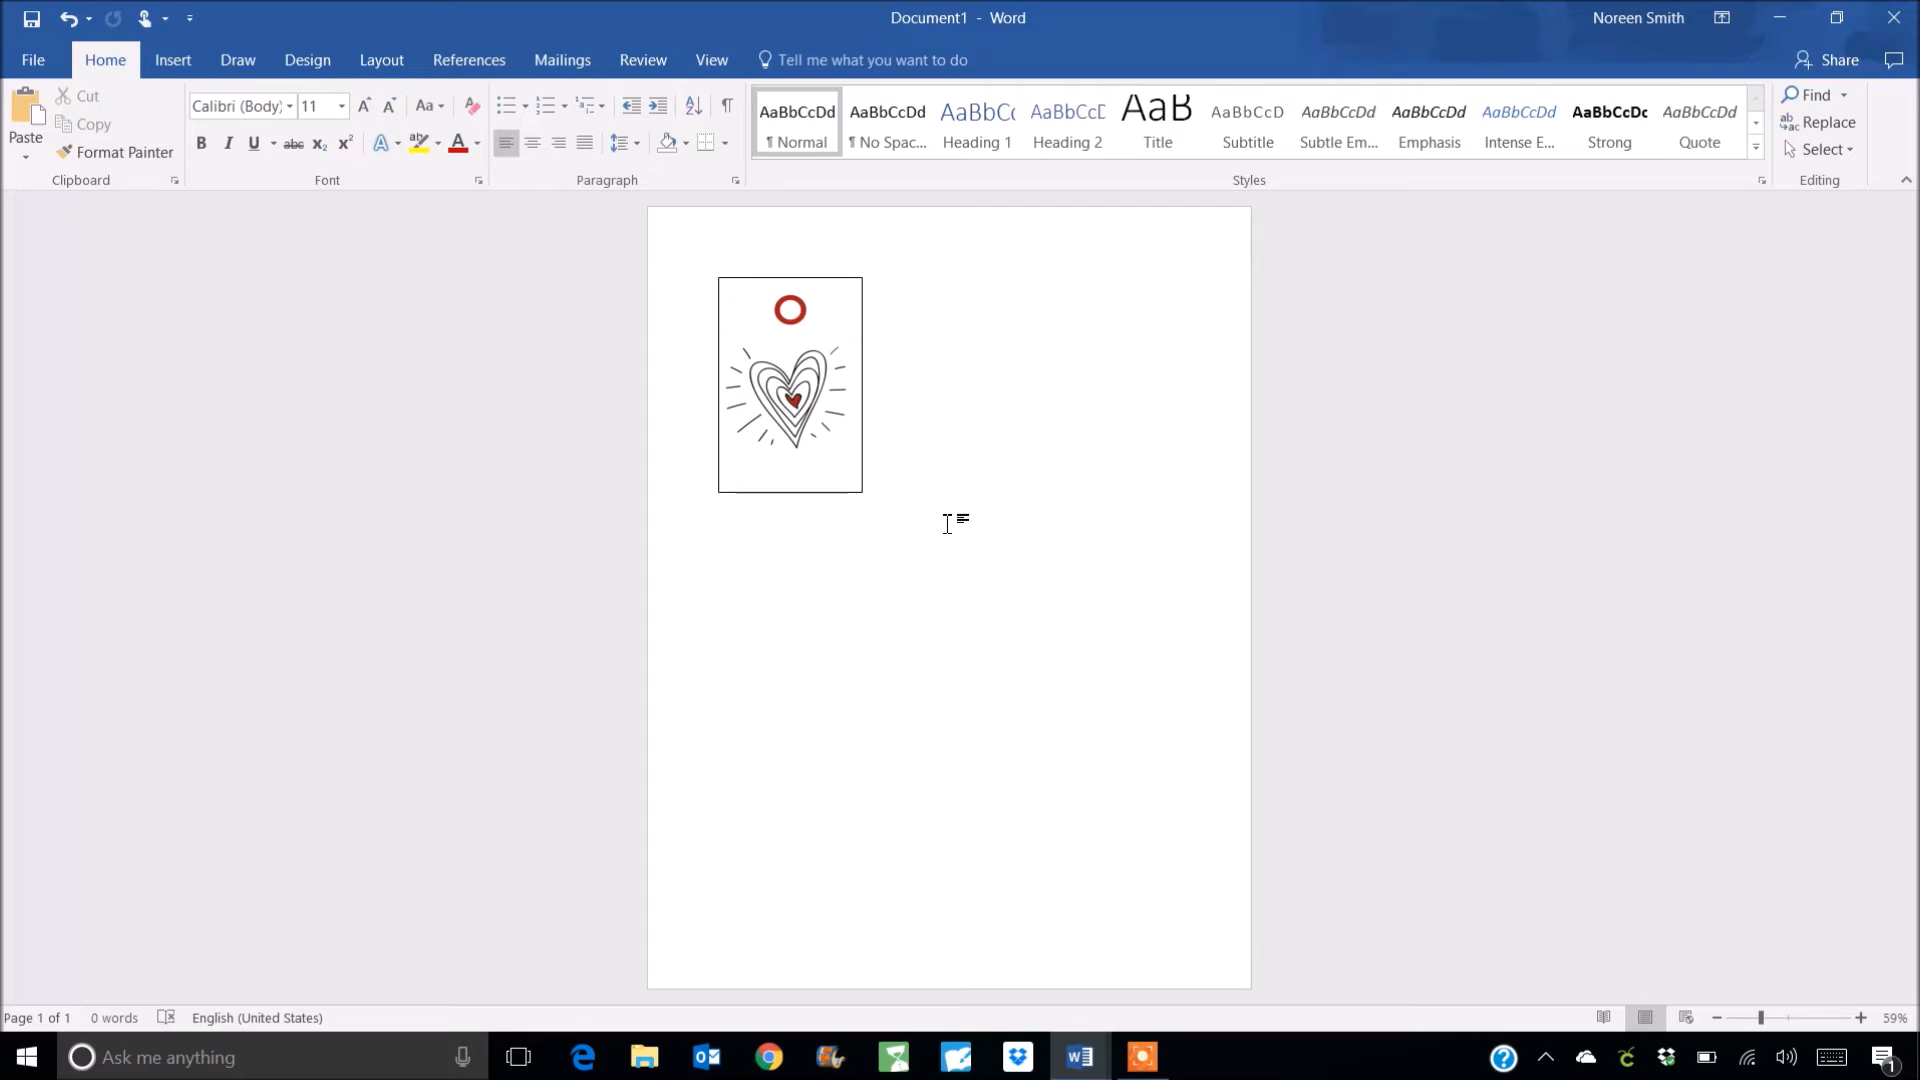 Document1 - Word
Noreen Smith
File Home Insert Draw Design Layout References Mailings Review View Tell me what you want to do Share
Paste
Cut
Copy
Format Painter
Clipboard
Calibri (Body) 11
Aa
B I U abc x₂ x² A A
Font
Paragraph
AaBbCcDd AaBbCcDd AaBbCc AaBbCcD AaB AaBbCcD AaBbCcDd AaBbCcDd AaBbCcDd AaBbCcDc AaBbCcDd
¶ Normal ¶ No Spac... Heading 1 Heading 2 Title Subtitle Subtle Em... Emphasis Intense E... Strong Quote
Styles
Find
Replace
Select
Editing
Page 1 of 1 0 words English (United States) 59%
Ask me anything
1